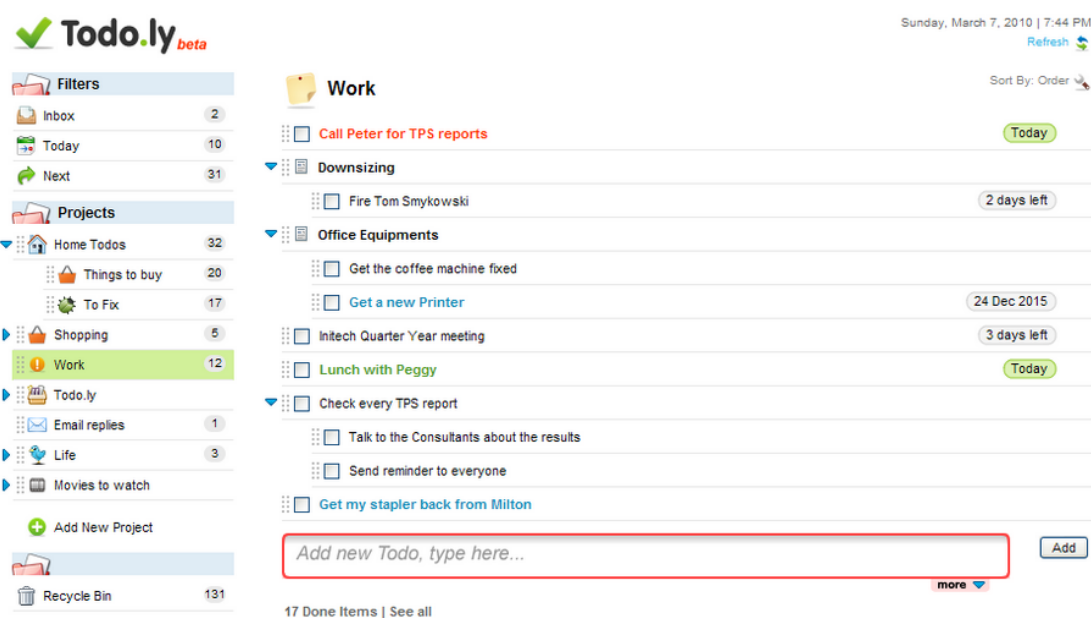 Todo.ly beta
Sunday, March 7, 2010 | 7:44 PM
Refresh
Filters
Inbox 2
Today 10
Next 31
Projects
Home Todos 32
Things to buy 20
To Fix 17
Shopping 5
Work 12
Todo.ly
Email replies 1
Life 3
Movies to watch
Add New Project
Recycle Bin 131
Work
Sort By: Order
Call Peter for TPS reports Today
Downsizing
Fire Tom Smykowski 2 days left
Office Equipments
Get the coffee machine fixed
Get a new Printer 24 Dec 2015
Initech Quarter Year meeting 3 days left
Lunch with Peggy Today
Check every TPS report
Talk to the Consultants about the results
Send reminder to everyone
Get my stapler back from Milton
Add new Todo, type here... Add
more
17 Done Items | See all